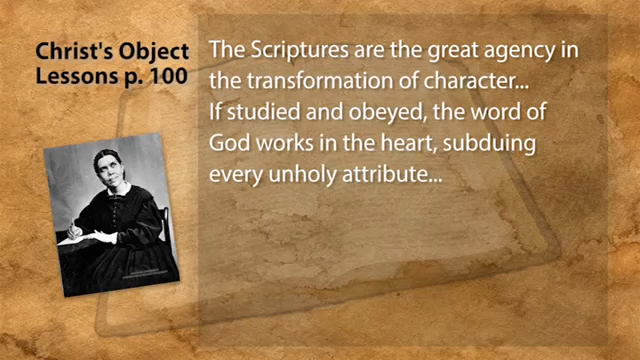 Christ's Object
Lessons p. 100
The Scriptures are the great agency in
the transformation of character...
If studied and obeyed, the word of
God works in the heart, subduing
every unholy attribute...